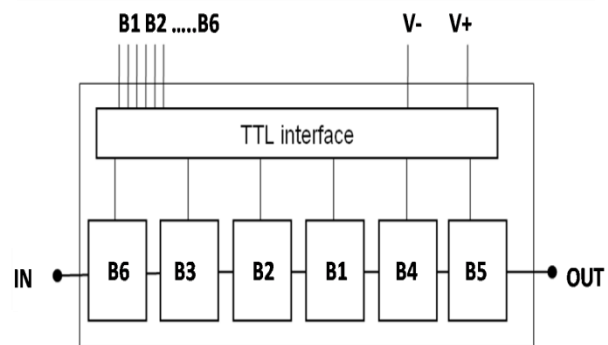 B1 B2 .....B6 V- V+
TTL interface
IN B6 B3 B2 B1 B4 B5 OUT